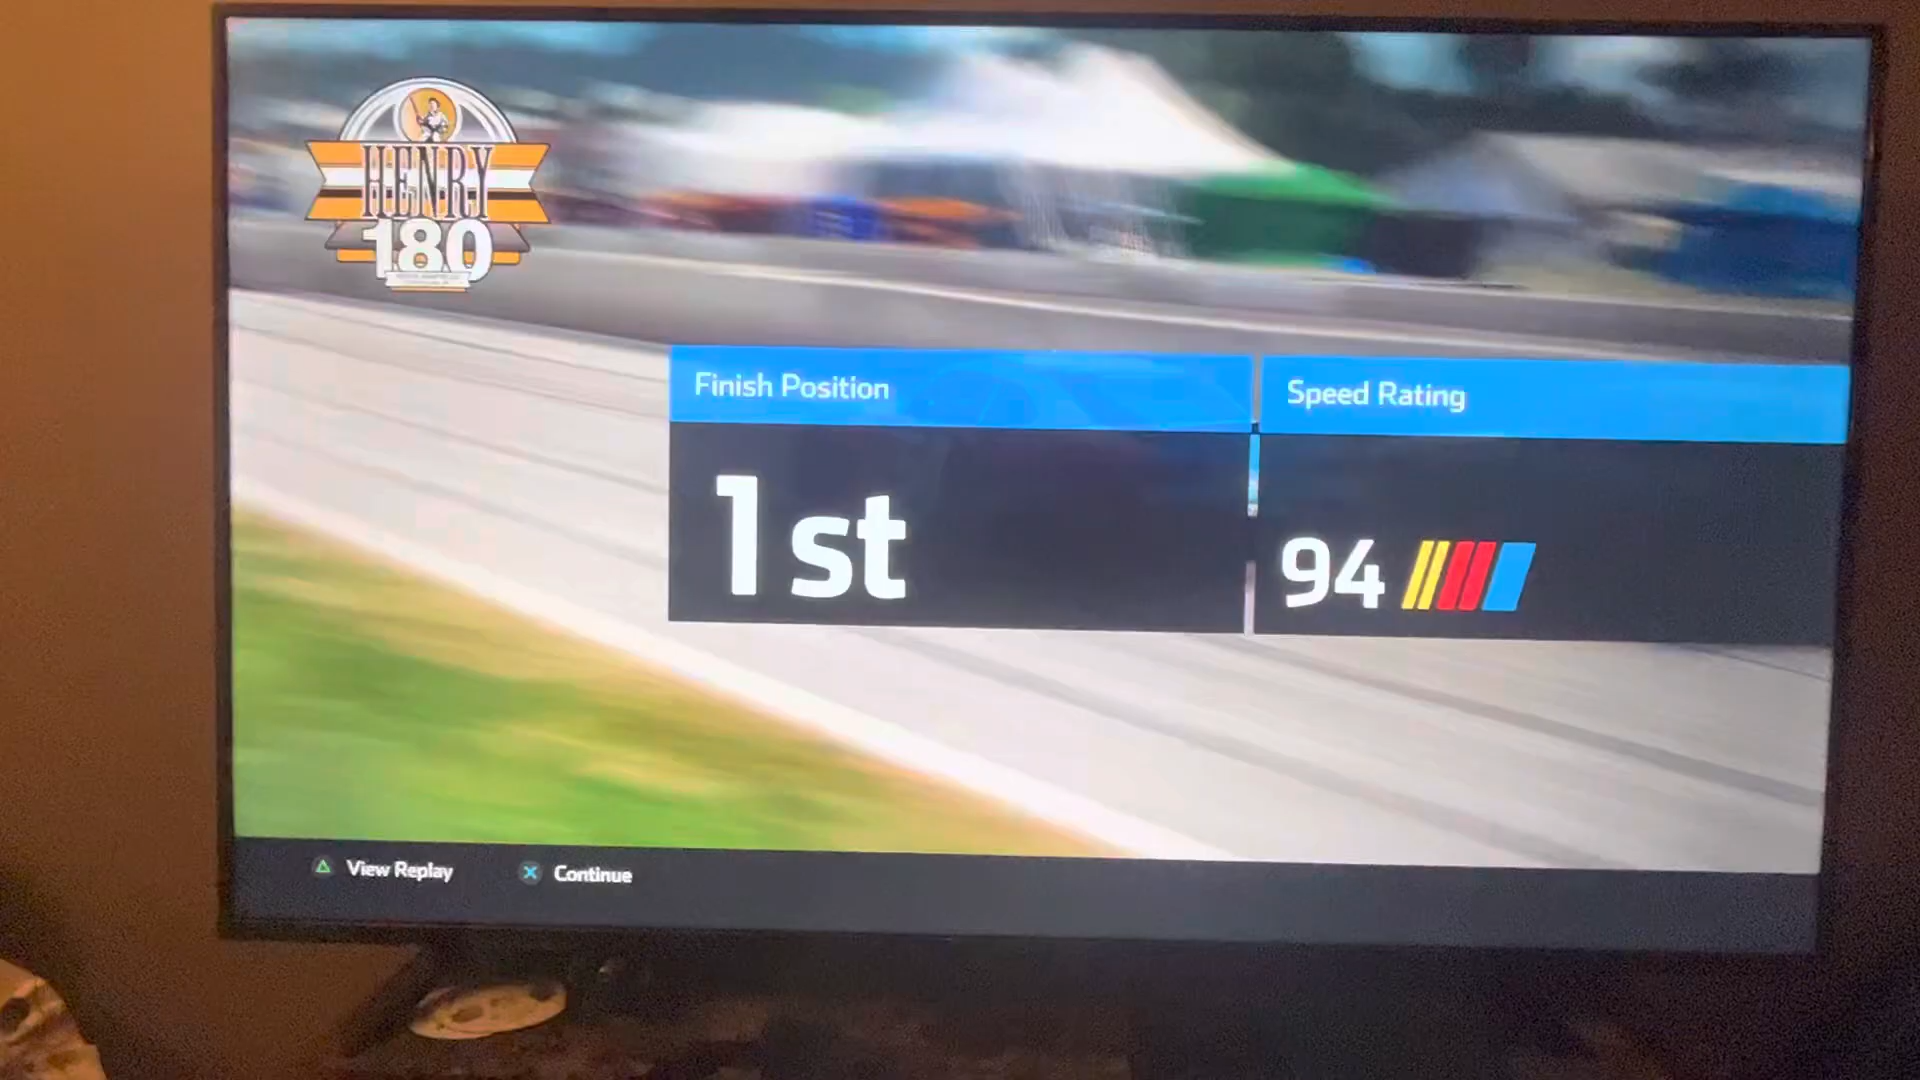 HENRY
180
Finish Position
Speed Rating
1st
94
View Replay
Continue